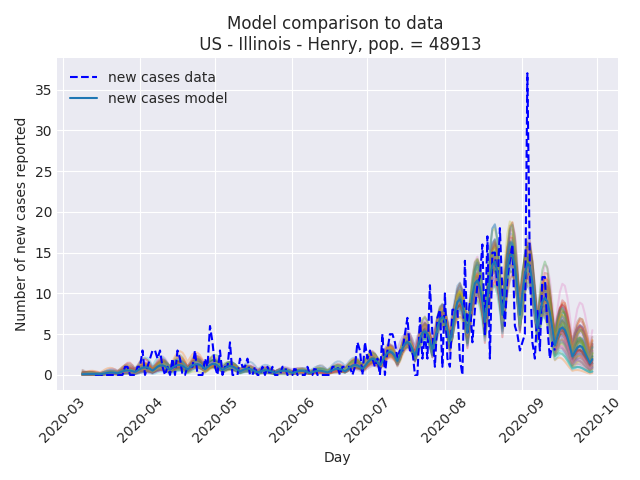 Model comparison to data
US - Illinois - Henry, pop. = 48913
new cases data
new cases model
Number of new cases reported
35
30
25
20
15
10
5
0
2020-03
2020-04
2020-05
2020-06
2020-07
2020-08
2020-09
2020-10
Day